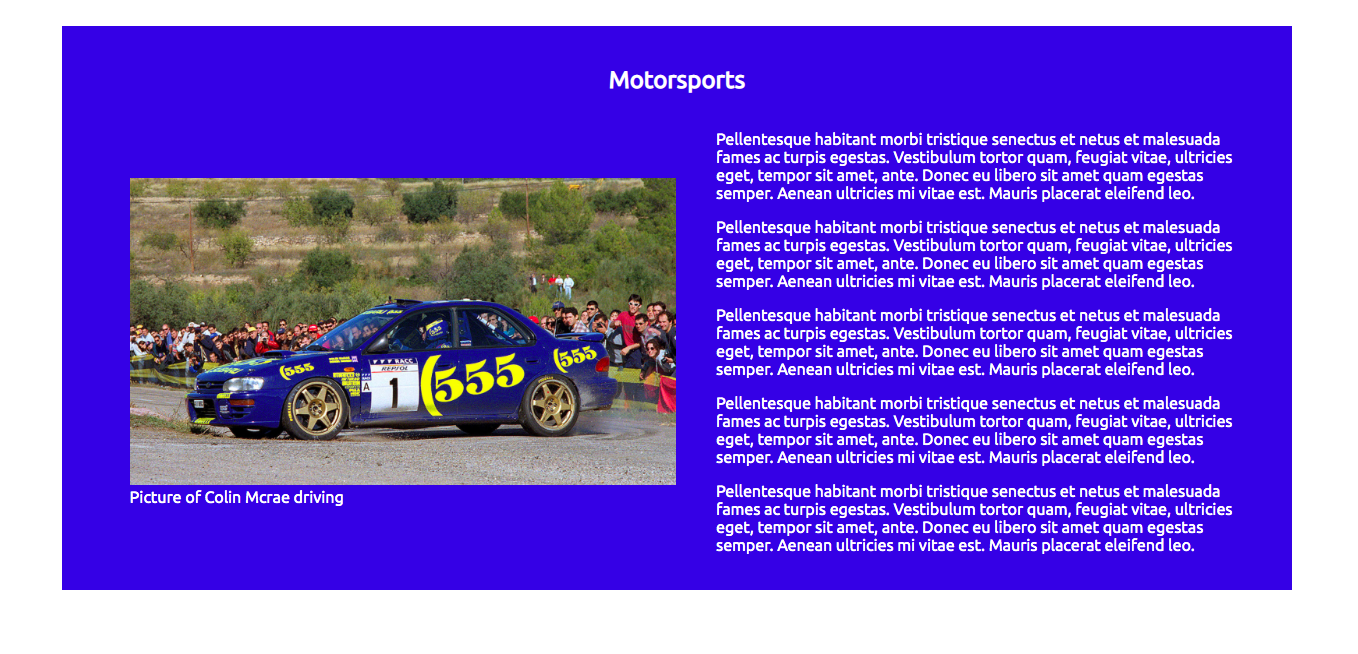 Motorsports
Pellentesque habitant morbi tristique senectus et netus et malesuada
fames ac turpis egestas. Vestibulum tortor quam, feugiat vitae, ultricies
eget, tempor sit amet, ante. Donec eu libero sit amet quam egestas
semper. Aenean ultricies mi vitae est. Mauris placerat eleifend leo.
Pellentesque habitant morbi tristique senectus et netus et malesuada
fames ac turpis egestas. Vestibulum tortor quam, feugiat vitae, ultricies
eget, tempor sit amet, ante. Donec eu libero sit amet quam egestas
semper. Aenean ultricies mi vitae est. Mauris placerat eleifend leo.
Pellentesque habitant morbi tristique senectus et netus et malesuada
fames ac turpis egestas. Vestibulum tortor quam, feugiat vitae, ultricies
eget, tempor sit amet, ante. Donec eu libero sit amet quam egestas
semper. Aenean ultricies mi vitae est. Mauris placerat eleifend leo.
Pellentesque habitant morbi tristique senectus et netus et malesuada
fames ac turpis egestas. Vestibulum tortor quam, feugiat vitae, ultricies
eget, tempor sit amet, ante. Donec eu libero sit amet quam egestas
semper. Aenean ultricies mi vitae est. Mauris placerat eleifend leo.
Pellentesque habitant morbi tristique senectus et netus et malesuada
fames ac turpis egestas. Vestibulum tortor quam, feugiat vitae, ultricies
eget, tempor sit amet, ante. Donec eu libero sit amet quam egestas
semper. Aenean ultricies mi vitae est. Mauris placerat eleifend leo.
(555
RACC
REPSOL
A 1
(555
(555
Picture of Colin Mcrae driving